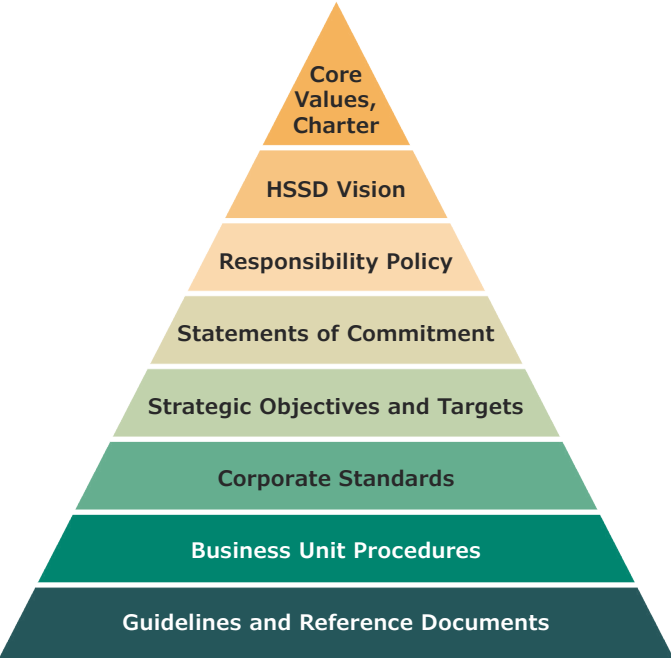 Core
Values,
Charter
HSSD Vision
Responsibility Policy
Statements of Commitment
Strategic Objectives and Targets
Corporate Standards
Business Unit Procedures
Guidelines and Reference Documents